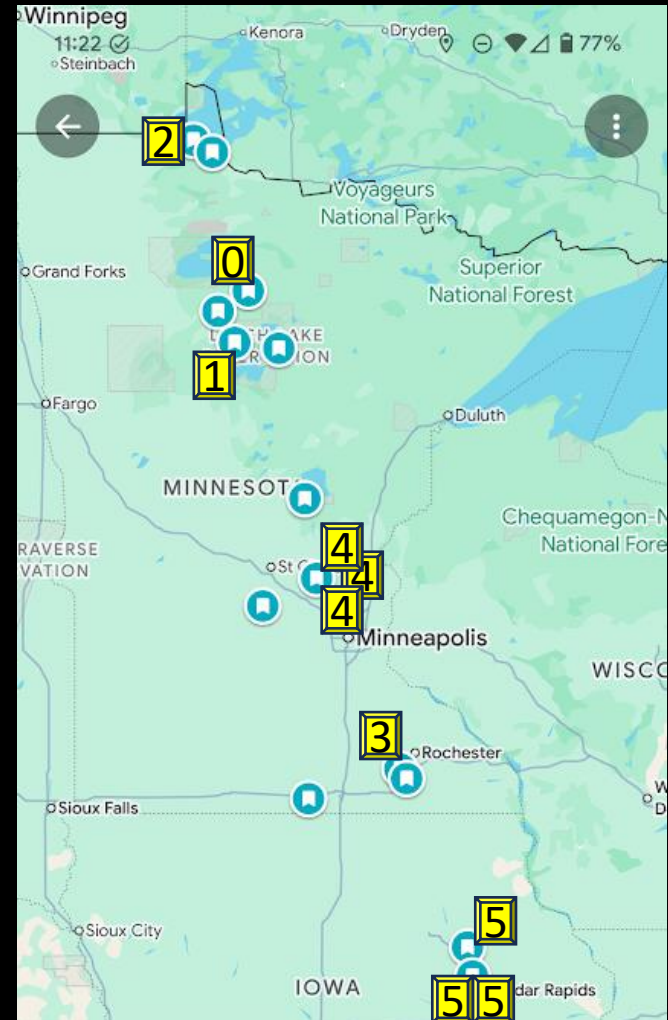 Winnipeg
11:22
77%
Kenora
Dryden
Steinbach
2
Voyageurs
National Park
0
Grand Forks
Superior
National Forest
1
Fargo
Duluth
MINNESOT
Chequamegon-N
National Fore
RAVERSE
VATION
4
4
4
St C
Minneapolis
WISCO
3
Rochester
Sioux Falls
W
D
5
Sioux City
IOWA
5
5
dar Rapids